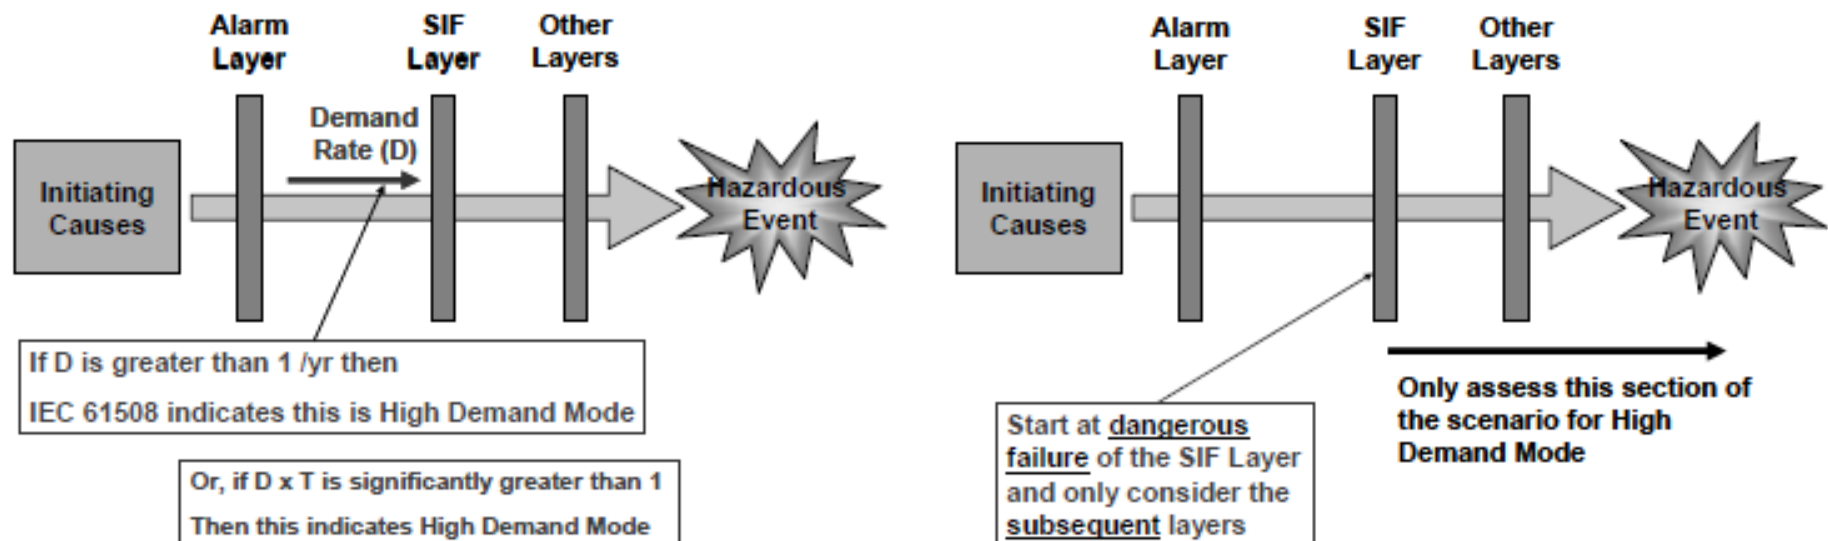 Alarm
Layer
SIF
Layer
Other
Layers
Demand
Rate (D)
Initiating
Causes
Hazardous
Event
If D is greater than 1 /yr then
IEC 61508 indicates this is High Demand Mode
Or, if D x T is significantly greater than 1
Then this indicates High Demand Mode
Alarm
Layer
SIF
Layer
Other
Layers
Initiating
Causes
Hazardous
Event
Start at dangerous
failure of the SIF Layer
and only consider the
subsequent layers
Only assess this section of
the scenario for High
Demand Mode